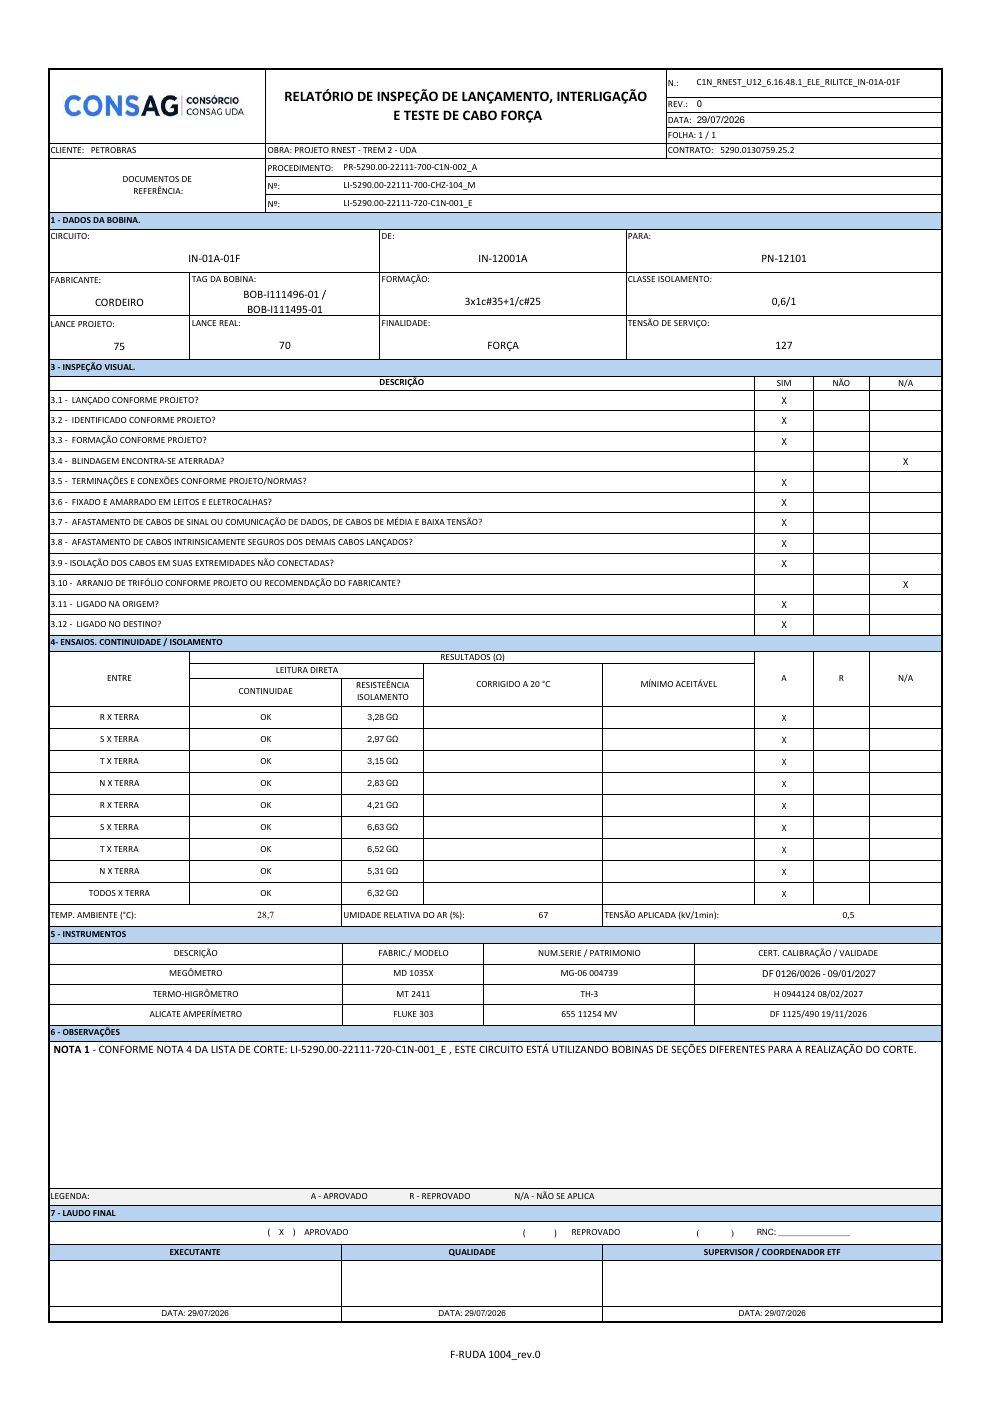 CONSAG CONSÓRCIO CONSAG UDA
RELATÓRIO DE INSPEÇÃO DE LANÇAMENTO, INTERLIGAÇÃO
E TESTE DE CABO FORÇA
N.: C1N_RNEST_U12_6.16.48.1_ELE_RILITCE_IN-01A-01F
REV.: 0
DATA: 29/07/2026
FOLHA: 1 / 1
CLIENTE: PETROBRAS OBRA: PROJETO RNEST - TREM 2 - UDA CONTRATO: 5290.0130759.25.2
DOCUMENTOS DE
REFERÊNCIA:
PROCEDIMENTO: PR-5290.00-22111-700-C1N-002_A
Nº: LI-5290.00-22111-700-CHZ-104_M
Nº: LI-5290.00-22111-720-C1N-001_E
1 - DADOS DA BOBINA.
CIRCUITO: DE: PARA:
IN-01A-01F IN-12001A PN-12101
FABRICANTE: TAG DA BOBINA: FORMAÇÃO: CLASSE ISOLAMENTO:
CORDEIRO BOB-I111496-01 / 3x1c#35+1/c#25 0,6/1
BOB-I111495-01
LANCE PROJETO: LANCE REAL: FINALIDADE: TENSÃO DE SERVIÇO:
75 70 FORÇA 127
3 - INSPEÇÃO VISUAL.
DESCRIÇÃO SIM NÃO N/A
3.1 - LANÇADO CONFORME PROJETO? X
3.2 - IDENTIFICADO CONFORME PROJETO? X
3.3 - FORMAÇÃO CONFORME PROJETO? X
3.4 - BLINDAGEM ENCONTRA-SE ATERRADA? X
3.5 - TERMINAÇÕES E CONEXÕES CONFORME PROJETO/NORMAS? X
3.6 - FIXADO E AMARRADO EM LEITOS E ELETROCALHAS? X
3.7 - AFASTAMENTO DE CABOS DE SINAL OU COMUNICAÇÃO DE DADOS, DE CABOS DE MÉDIA E BAIXA TENSÃO? X
3.8 - AFASTAMENTO DE CABOS INTRINSICAMENTE SEGUROS DOS DEMAIS CABOS LANÇADOS? X
3.9 - ISOLAÇÃO DOS CABOS EM SUAS EXTREMIDADES NÃO CONECTADAS? X
3.10 - ARRANJO DE TRIFÓLIO CONFORME PROJETO OU RECOMENDAÇÃO DO FABRICANTE? X
3.11 - LIGADO NA ORIGEM? X
3.12 - LIGADO NO DESTINO? X
4- ENSAIOS. CONTINUIDADE / ISOLAMENTO
ENTRE RESULTADOS (Ω) A R N/A
LEITURA DIRETA CORRIGIDO A 20 °C MÍNIMO ACEITÁVEL
CONTINUIDAE RESISTEÊNCIA
ISOLAMENTO
R X TERRA OK 3,28 GΩ X
S X TERRA OK 2,97 GΩ X
T X TERRA OK 3,15 GΩ X
N X TERRA OK 2,83 GΩ X
R X TERRA OK 4,21 GΩ X
S X TERRA OK 6,63 GΩ X
T X TERRA OK 6,52 GΩ X
N X TERRA OK 5,31 GΩ X
TODOS X TERRA OK 6,32 GΩ X
TEMP. AMBIENTE (°C): 28,7 UMIDADE RELATIVA DO AR (%): 67 TENSÃO APLICADA (kV/1min): 0,5
5 - INSTRUMENTOS
DESCRIÇÃO FABRIC./ MODELO NUM.SERIE / PATRIMONIO CERT. CALIBRAÇÃO / VALIDADE
MEGÔMETRO MD 1035X MG-06 004739 DF 0126/0026 - 09/01/2027
TERMO-HIGRÔMETRO MT 2411 TH-3 H 0944124 08/02/2027
ALICATE AMPERÍMETRO FLUKE 303 655 11254 MV DF 1125/490 19/11/2026
6 - OBSERVAÇÕES
NOTA 1 - CONFORME NOTA 4 DA LISTA DE CORTE: LI-5290.00-22111-720-C1N-001_E , ESTE CIRCUITO ESTÁ UTILIZANDO BOBINAS DE SEÇÕES DIFERENTES PARA A REALIZAÇÃO DO CORTE.
LEGENDA: A - APROVADO R - REPROVADO N/A - NÃO SE APLICA
7 - LAUDO FINAL
( X ) APROVADO ( ) REPROVADO ( ) RNC: _______________
EXECUTANTE QUALIDADE SUPERVISOR / COORDENADOR ETF
DATA: 29/07/2026 DATA: 29/07/2026 DATA: 29/07/2026
F-RUDA 1004_rev.0